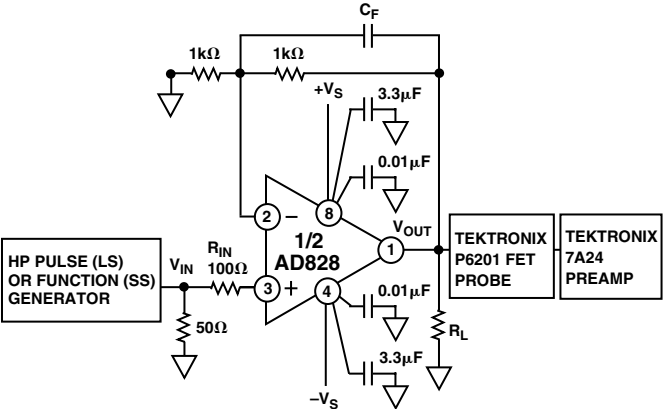 C_F
1kΩ
1kΩ
+V_S
3.3μF
0.01μF
8
2
−
1/2
AD828
V_OUT
1
TEKTRONIX
P6201 FET
PROBE
TEKTRONIX
7A24
PREAMP
HP PULSE (LS)
OR FUNCTION (SS)
GENERATOR
V_IN
R_IN
100Ω
3
+
4
0.01μF
50Ω
R_L
3.3μF
−V_S